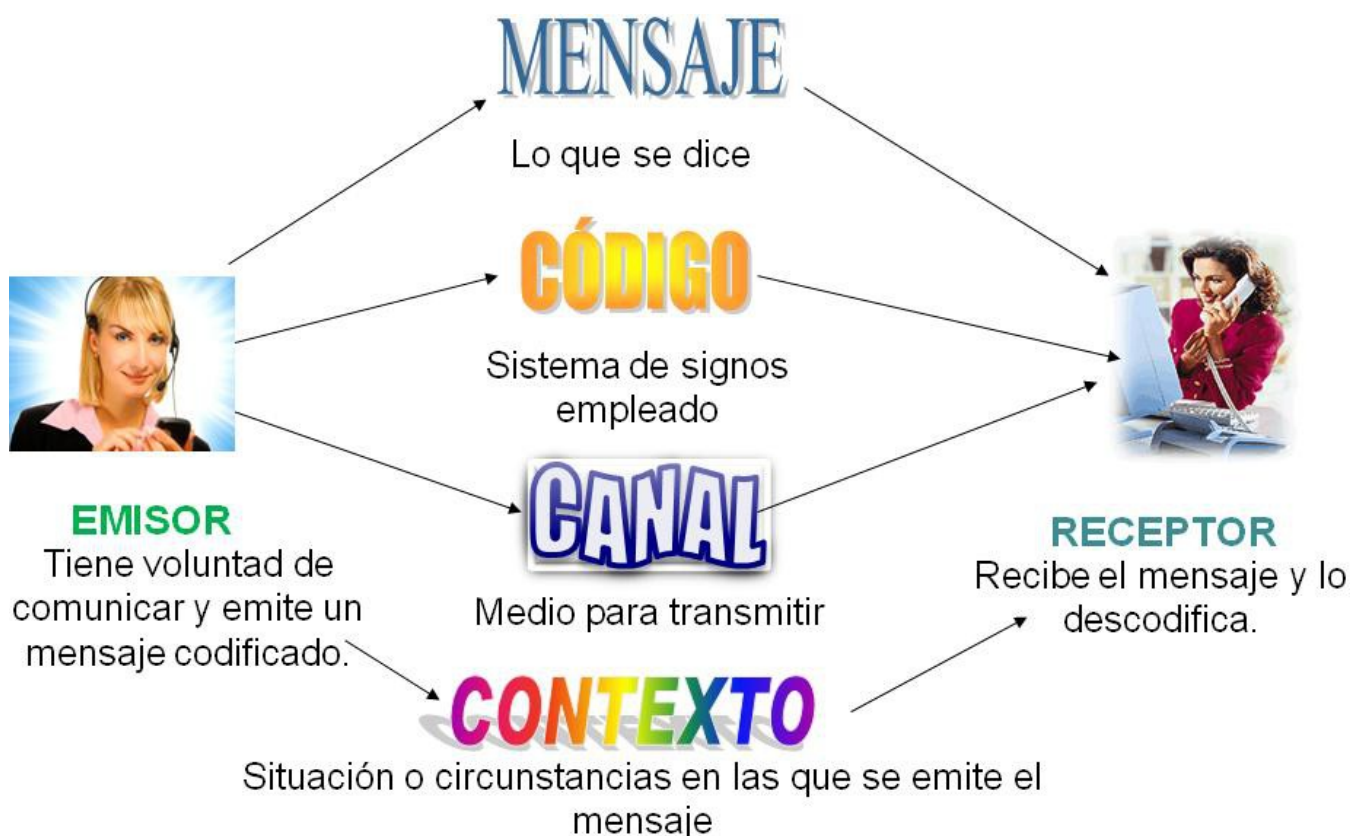 MENSAJE
Lo que se dice
CÓDIGO
Sistema de signos
empleado
CANAL
Medio para transmitir
EMISOR
Tiene voluntad de
comunicar y emite un
mensaje codificado.
RECEPTOR
Recibe el mensaje y lo
descodifica.
CONTEXTO
Situación o circunstancias en las que se emite el
mensaje